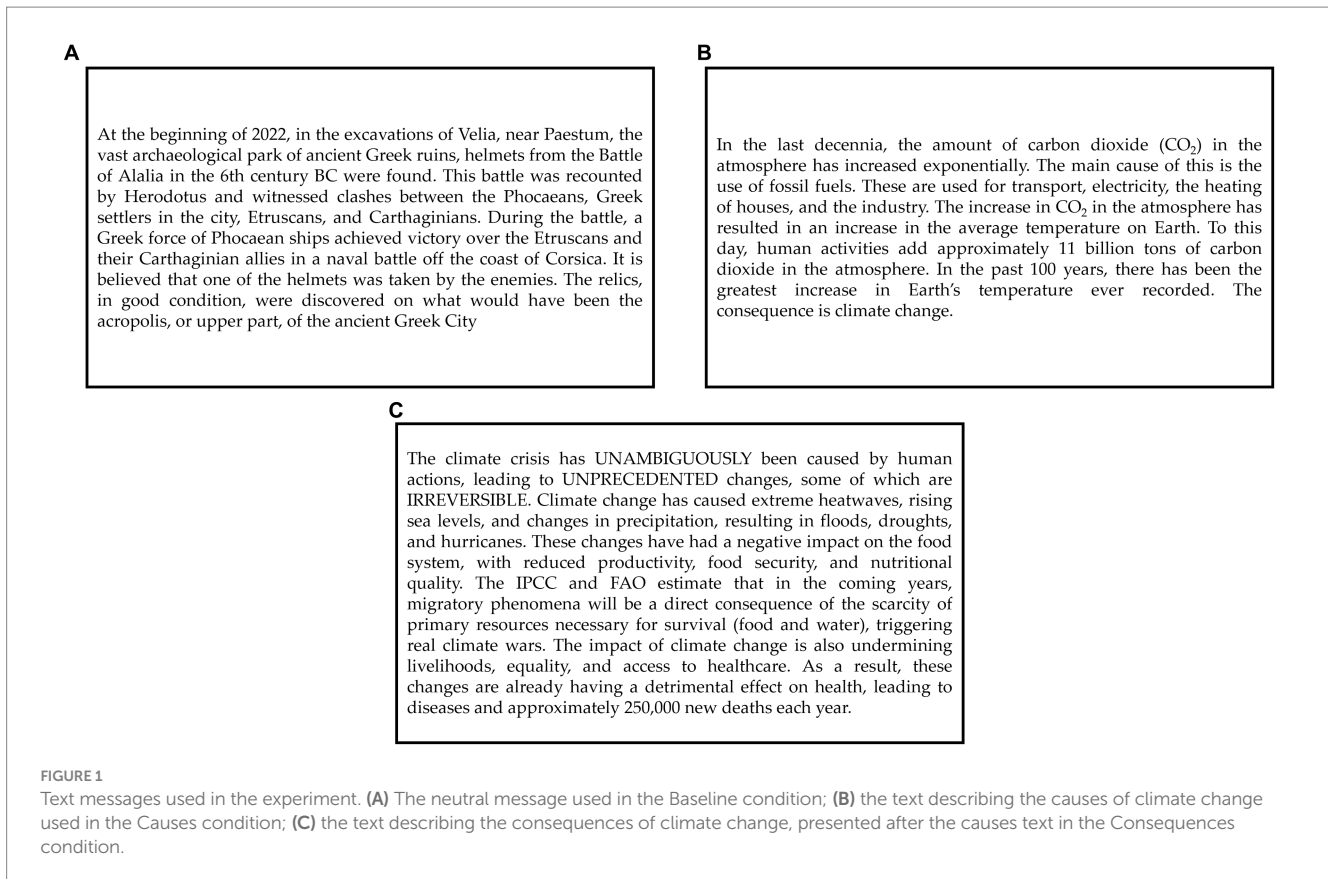 A
At the beginning of 2022, in the excavations of Velia, near Paestum, the
vast archaeological park of ancient Greek ruins, helmets from the Battle
of Alalia in the 6th century BC were found. This battle was recounted
by Herodotus and witnessed clashes between the Phocaeans, Greek
settlers in the city, Etruscans, and Carthaginians. During the battle, a
Greek force of Phocaean ships achieved victory over the Etruscans and
their Carthaginian allies in a naval battle off the coast of Corsica. It is
believed that one of the helmets was taken by the enemies. The relics,
in good condition, were discovered on what would have been the
acropolis, or upper part, of the ancient Greek City
B
In the last decennia, the amount of carbon dioxide (CO₂) in the
atmosphere has increased exponentially. The main cause of this is the
use of fossil fuels. These are used for transport, electricity, the heating
of houses, and the industry. The increase in CO₂ in the atmosphere has
resulted in an increase in the average temperature on Earth. To this
day, human activities add approximately 11 billion tons of carbon
dioxide in the atmosphere. In the past 100 years, there has been the
greatest increase in Earth's temperature ever recorded. The
consequence is climate change.
C
The climate crisis has UNAMBIGUOUSLY been caused by human
actions, leading to UNPRECEDENTED changes, some of which are
IRREVERSIBLE. Climate change has caused extreme heatwaves, rising
sea levels, and changes in precipitation, resulting in floods, droughts,
and hurricanes. These changes have had a negative impact on the food
system, with reduced productivity, food security, and nutritional
quality. The IPCC and FAO estimate that in the coming years,
migratory phenomena will be a direct consequence of the scarcity of
primary resources necessary for survival (food and water), triggering
real climate wars. The impact of climate change is also undermining
livelihoods, equality, and access to healthcare. As a result, these
changes are already having a detrimental effect on health, leading to
diseases and approximately 250,000 new deaths each year.
FIGURE 1
Text messages used in the experiment. (A) The neutral message used in the Baseline condition; (B) the text describing the causes of climate change
used in the Causes condition; (C) the text describing the consequences of climate change, presented after the causes text in the Consequences
condition.